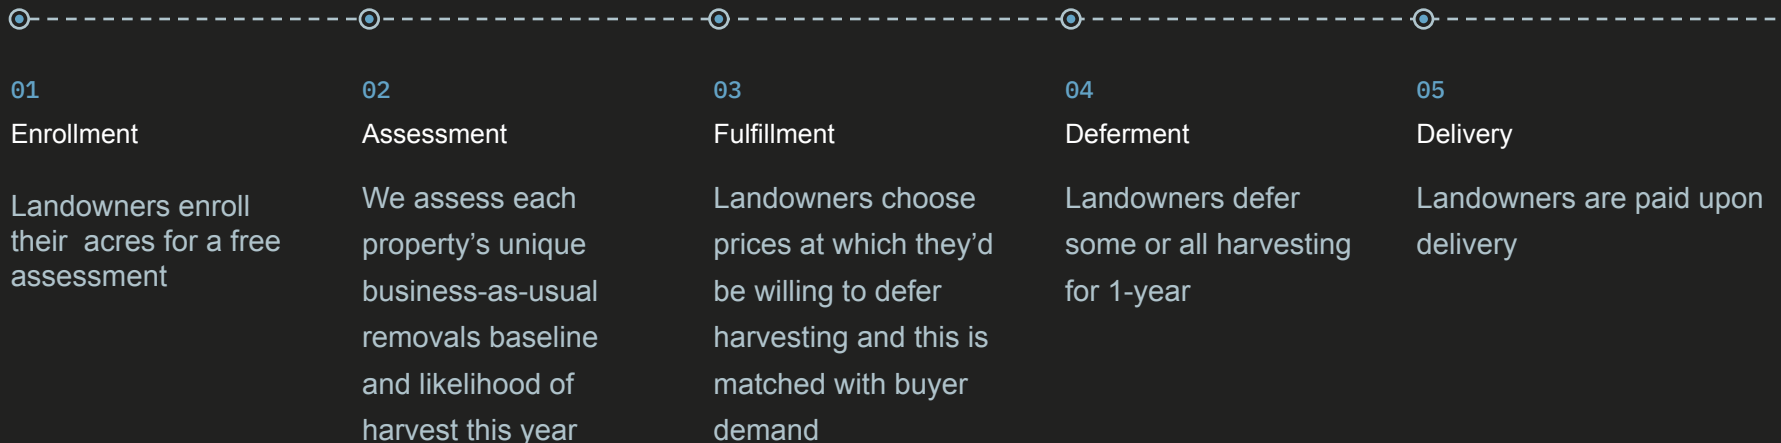 01
Enrollment
Landowners enroll
their  acres for a free
assessment
02
Assessment
We assess each
property’s unique
business-as-usual
removals baseline
and likelihood of
harvest this year
03
Fulfillment
Landowners choose
prices at which they’d
be willing to defer
harvesting and this is
matched with buyer
demand
04
Deferment
Landowners defer
some or all harvesting
for 1-year
05
Delivery
Landowners are paid upon
delivery